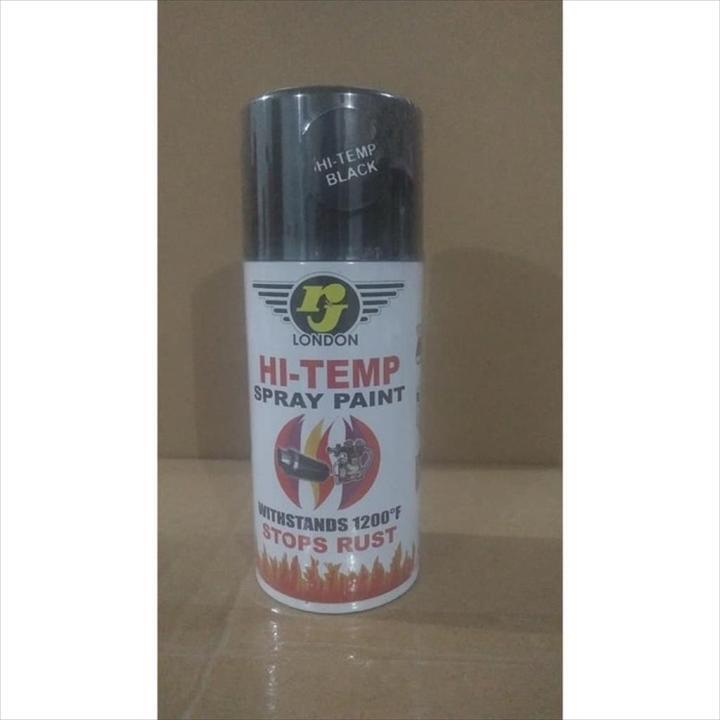 HI-TEMP
BLACK
rj
LONDON
HI-TEMP
SPRAY PAINT
WITHSTANDS 1200°F
STOPS RUST